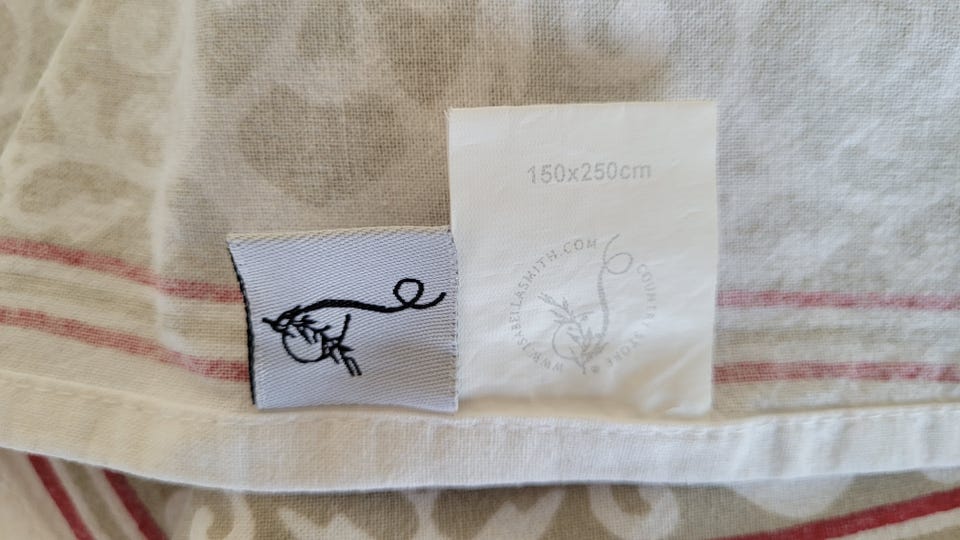 150x250cm
WWW.ISABELLASMITH.COM
COUNTRY STORE ®